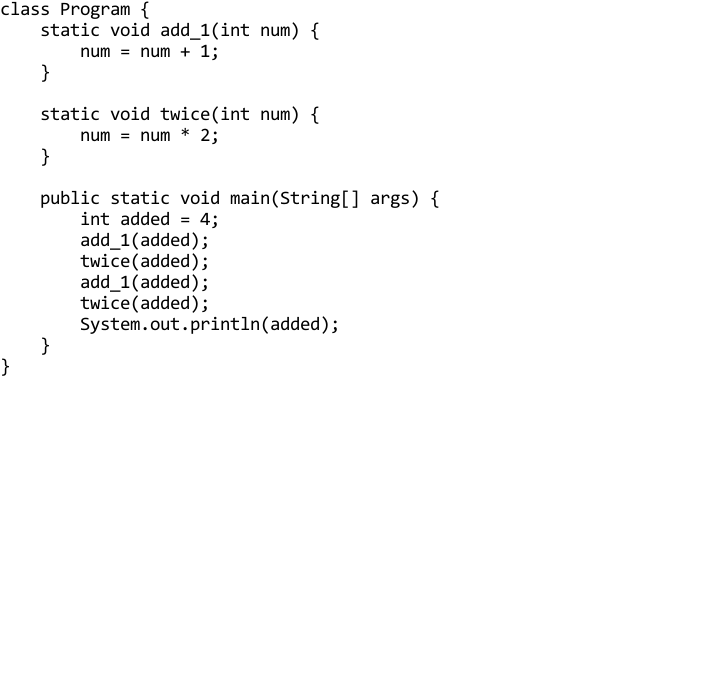 class Program {
    static void add_1(int num) {
        num = num + 1;
    }

    static void twice(int num) {
        num = num * 2;
    }

    public static void main(String[] args) {
        int added = 4;
        add_1(added);
        twice(added);
        add_1(added);
        twice(added);
        System.out.println(added);
    }
}